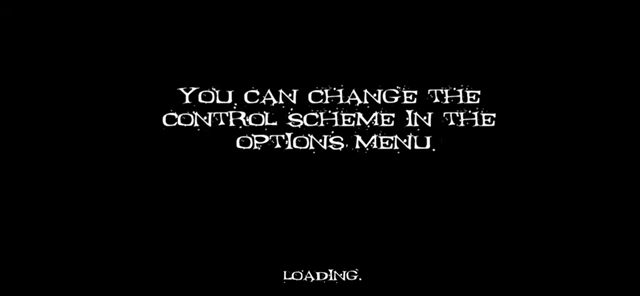 YOU CAN CHANGE THE
CONTROL SCHEME IN THE
OPTIONS MENU.
LOADING.